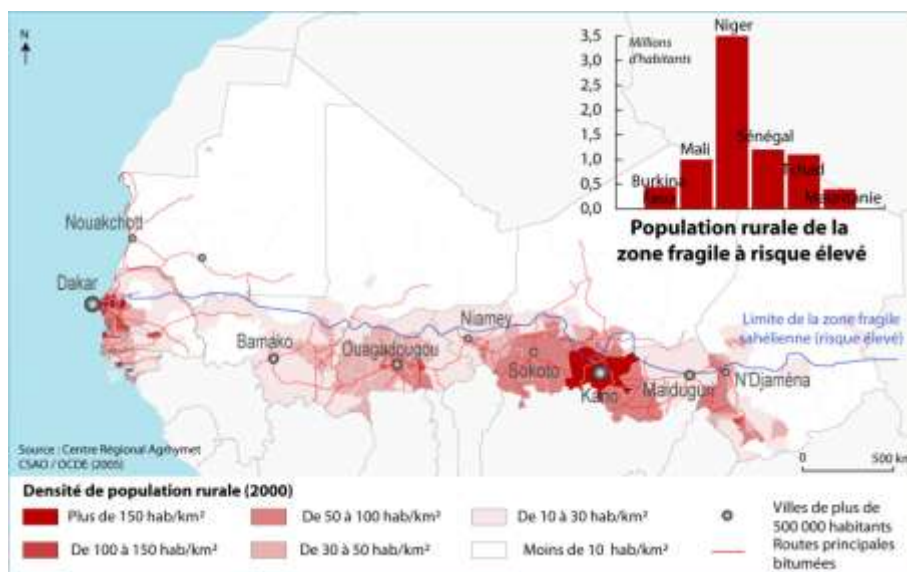 N
Niger
3,5
Millions
d'habitants
3,0
2,5
2,0
Sénégal
1,5
Mali
Tchad
1,0
Burkina
0,5
Faso
Mauritanie
0,0
Population rurale de la
zone fragile à risque élevé
Nouakchott
Dakar
Niamey
Limite de la zone fragile
sahélienne (risque élevé)
Bamako
Ouagadougou
Sokoto
N'Djaména
Kano
Maidugüri
Source : Centre Régional Agrhymet
CSAO / OCDE (2005)
0 500 km
Densité de population rurale (2000)
Plus de 150 hab/km²
De 50 à 100 hab/km²
De 10 à 30 hab/km²
Villes de plus de
500 000 habitants
De 100 à 150 hab/km²
De 30 à 50 hab/km²
Moins de 10 hab/km²
Routes principales
bitumées